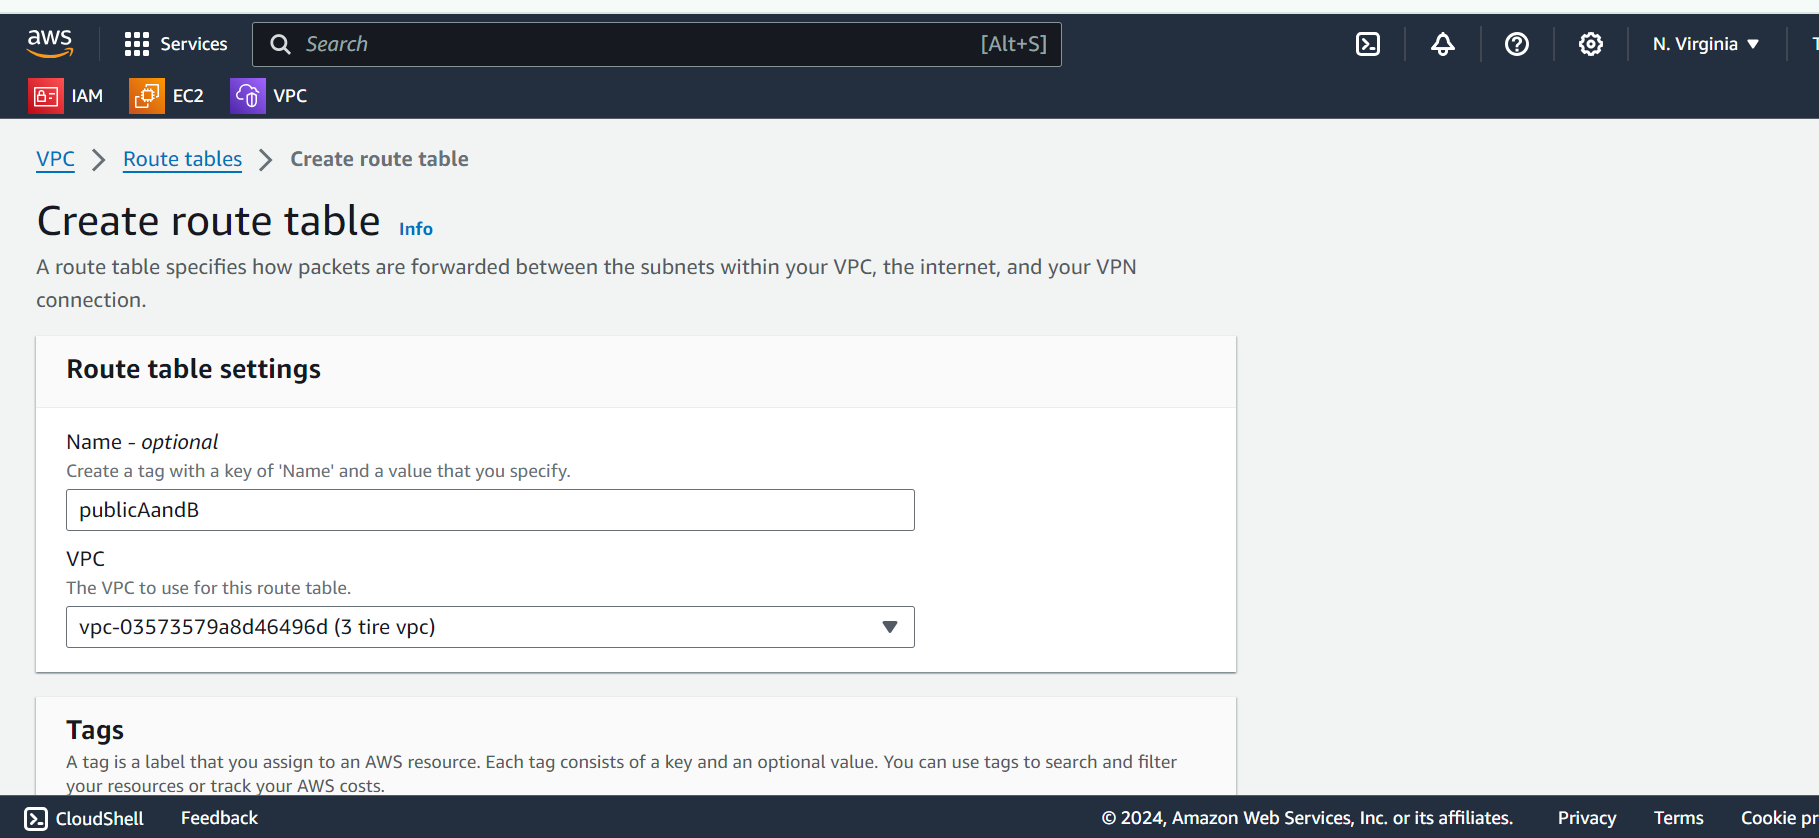 aws
Services
Search
[Alt+S]
N. Virginia
IAM
EC2
VPC
VPC
Route tables
Create route table
Create route table
Info
A route table specifies how packets are forwarded between the subnets within your VPC, the internet, and your VPN
connection.
Route table settings
Name - optional
Create a tag with a key of 'Name' and a value that you specify.
publicAandB
VPC
The VPC to use for this route table.
vpc-03573579a8d46496d (3 tire vpc)
Tags
A tag is a label that you assign to an AWS resource. Each tag consists of a key and an optional value. You can use tags to search and filter
your resources or track your AWS costs.
CloudShell
Feedback
© 2024, Amazon Web Services, Inc. or its affiliates.
Privacy
Terms
Cookie pr